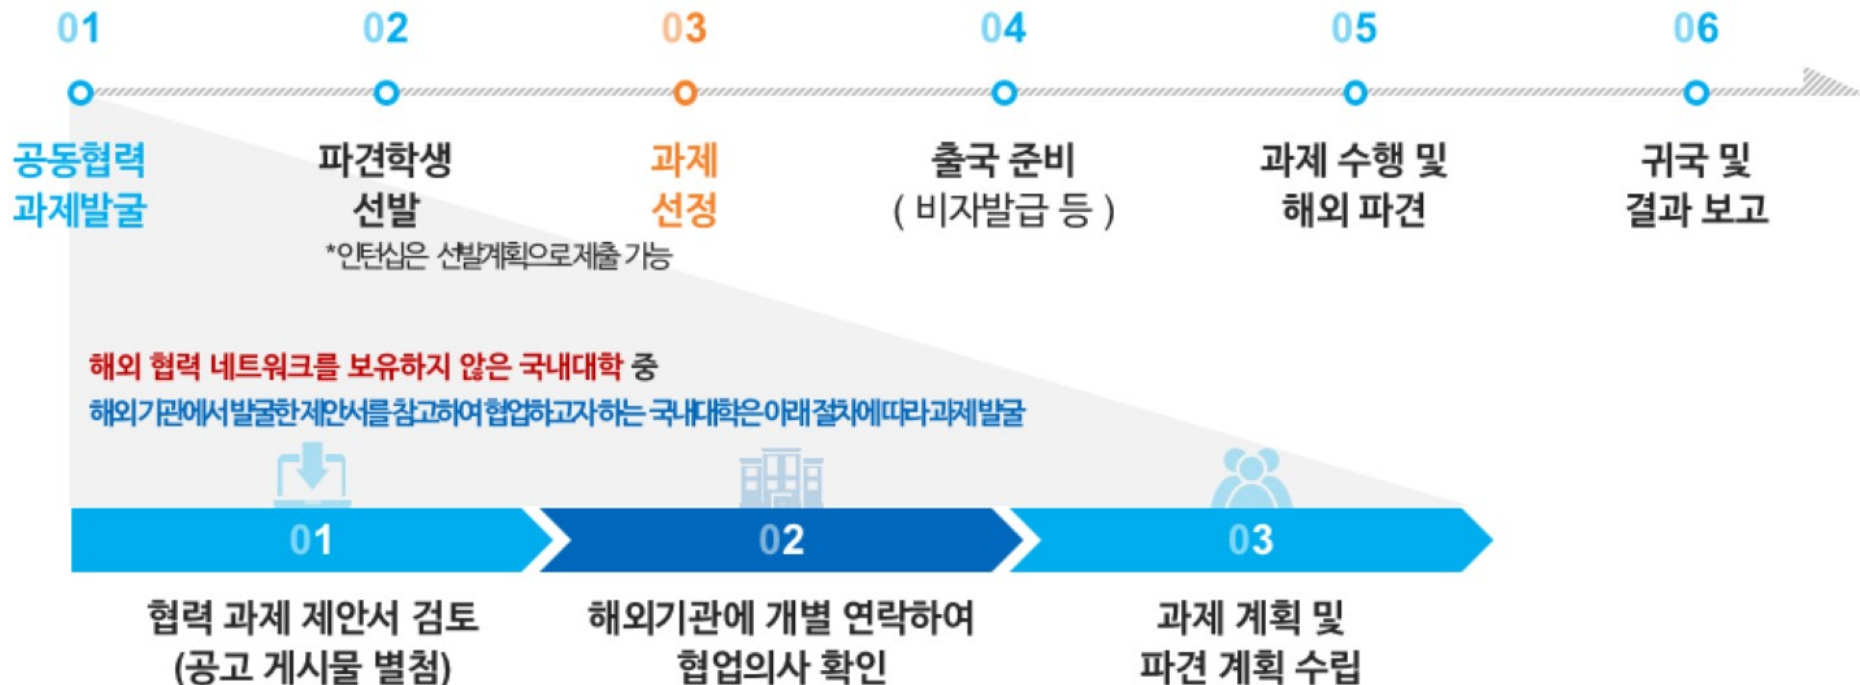 01
02
03
04
05
06
공동협력
과제발굴
파견학생
선발
*인턴십은 선발계획으로 제출 가능
과제
선정
출국 준비
( 비자발급 등 )
과제 수행 및
해외 파견
귀국 및
결과 보고
해외 협력 네트워크를 보유하지 않은 국내대학 중
해외 기관에서 발굴한 제안서를 참고하여 협업하고자 하는 국내대학은 아래 절차에 따라 과제 발굴
01
02
03
협력 과제 제안서 검토
(공고 게시물 별첨)
해외기관에 개별 연락하여
협업의사 확인
과제 계획 및
파견 계획 수립